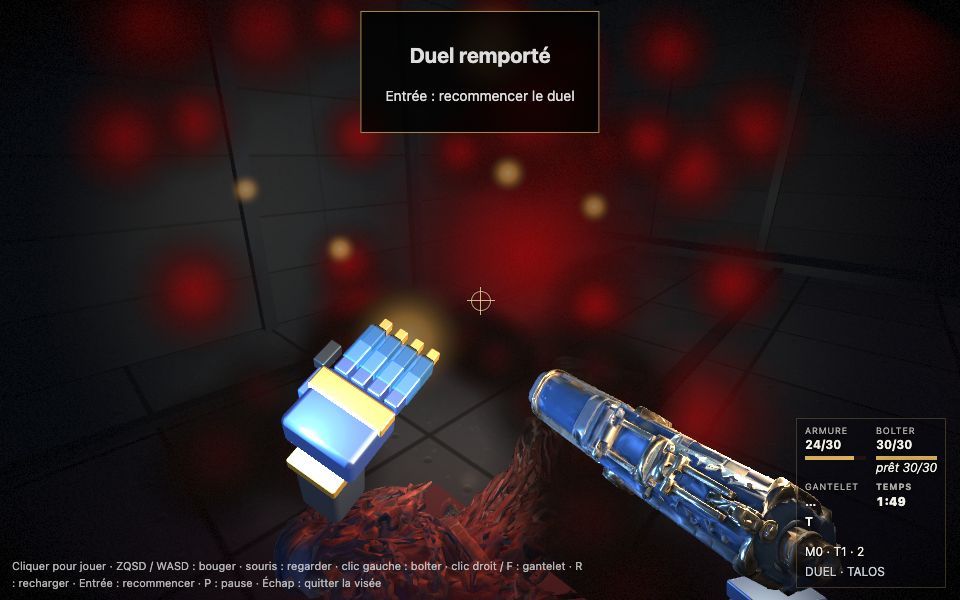 Duel remporté
Entrée : recommencer le duel
ARMURE
24/30
BOLTER
30/30
prêt 30/30
GANTELET
...
TEMPS
1:49
T
M0 · T1 · 2
DUEL · TALOS
Cliquer pour jouer · ZQSD / WASD : bouger · souris : regarder · clic gauche : bolter · clic droit / F : gantelet · R
: recharger · Entrée : recommencer · P : pause · Échap : quitter la visée